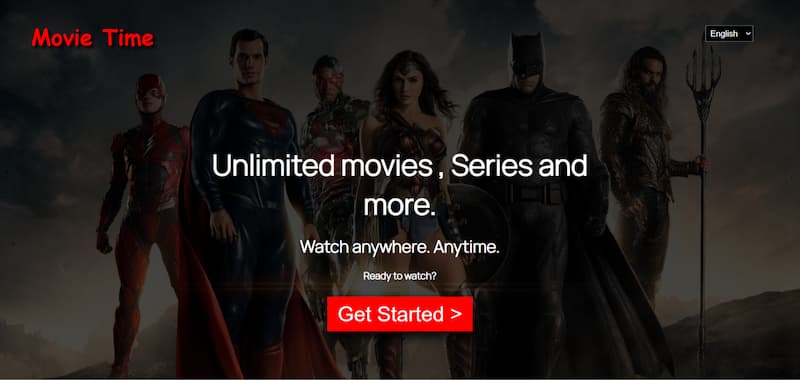 Movie Time
English
Unlimited movies , Series and
more.
Watch anywhere. Anytime.
Ready to watch?
Get Started >